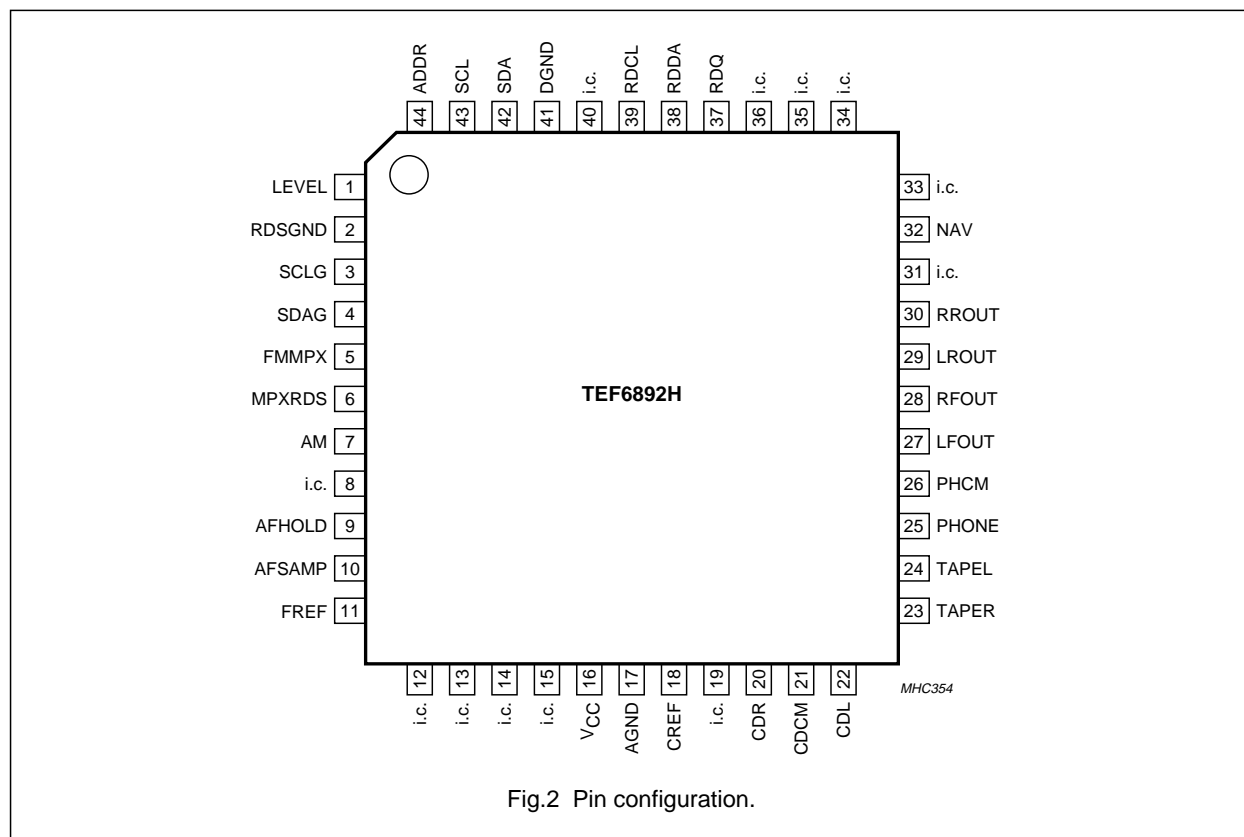 44 ADDR
43 SCL
42 SDA
41 DGND
40 i.c.
39 RDCL
38 RDDA
37 RDQ
36 i.c.
35 i.c.
34 i.c.
LEVEL 1
RDSGND 2
SCLG 3
SDAG 4
FMMPX 5
MPXRDS 6
AM 7
i.c. 8
AFHOLD 9
AFSAMP 10
FREF 11
TEF6892H
33 i.c.
32 NAV
31 i.c.
30 RROUT
29 LROUT
28 RFOUT
27 LFOUT
26 PHCM
25 PHONE
24 TAPEL
23 TAPER
i.c. 12
i.c. 13
i.c. 14
i.c. 15
VCC 16
AGND 17
CREF 18
i.c. 19
CDR 20
CDCM 21
CDL 22
MHC354
Fig.2 Pin configuration.